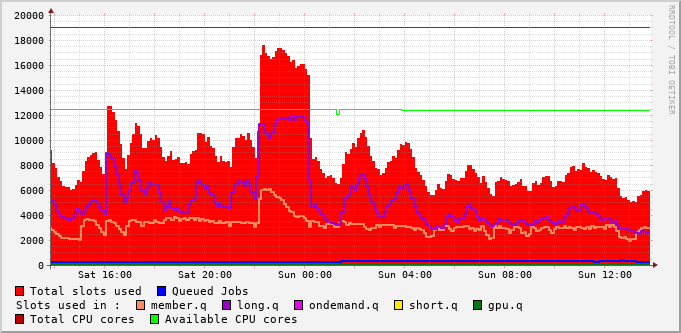 20000
18000
16000
14000
12000
10000
8000
6000
4000
2000
0
Sat 16:00 Sat 20:00 Sun 00:00 Sun 04:00 Sun 08:00 Sun 12:00
RRDTOOL / TOBI OETIKER
Total slots used Queued Jobs
Slots used in : member.q long.q ondemand.q short.q gpu.q
Total CPU cores Available CPU cores